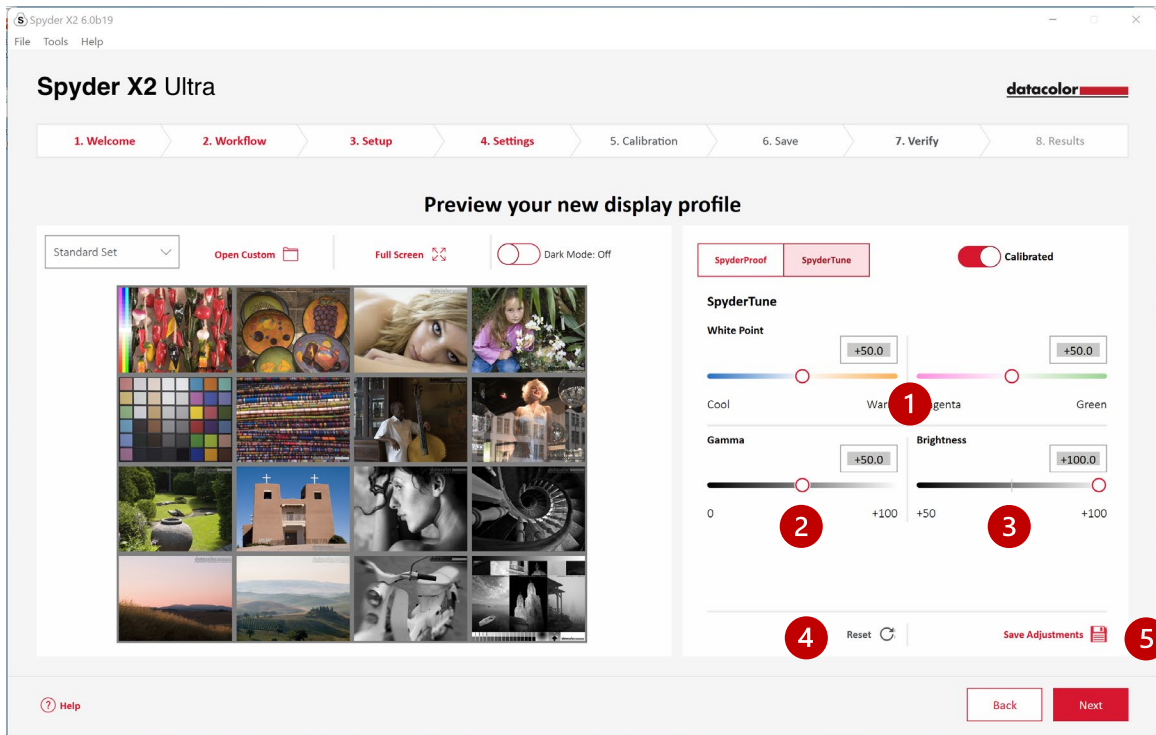 Spyder X2 6.0b19
File Tools Help
Spyder X2 Ultra
datacolor
1. Welcome 2. Workflow 3. Setup 4. Settings 5. Calibration 6. Save 7. Verify 8. Results
Preview your new display profile
Standard Set Open Custom Full Screen Dark Mode: Off
SpyderProof SpyderTune Calibrated
SpyderTune
White Point
+50.0 +50.0
Cool Green
1
Gamma Brightness
+50.0 +100.0
0 +100 +50 +100
2 3
4 Reset Save Adjustments 5
? Help Back Next